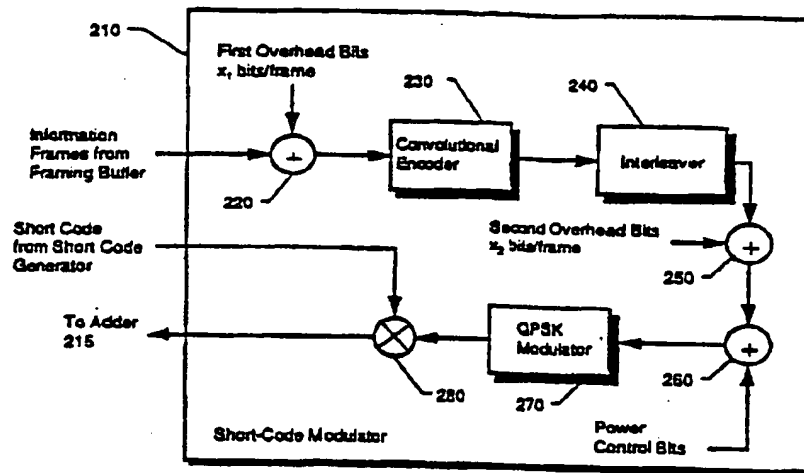 210
First Overhead Bits
x₁ bits/frame
230
240
Information
Frames from
Framing Buffer
+
220
Convolutional
Encoder
Interleaver
Short Code
from Short Code
Generator
Second Overhead Bits
x₂ bits/frame
+
250
To Adder
215
280
QPSK
Modulator
270
+
260
Short-Code Modulator
Power
Control Bits